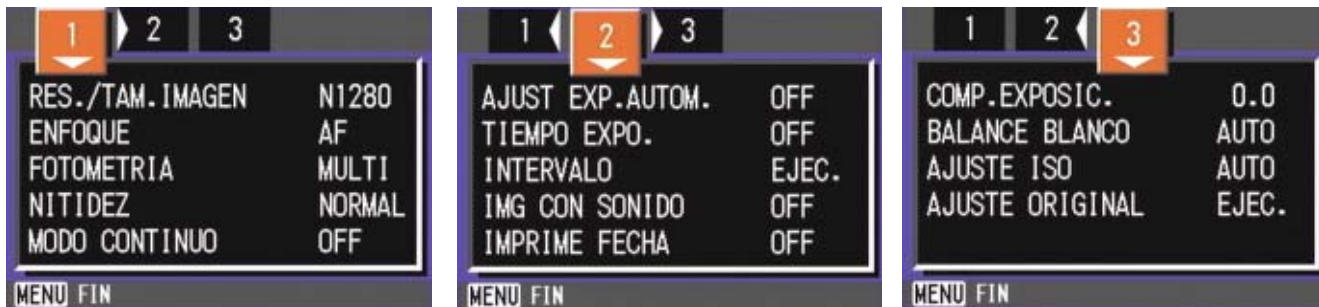 1 2 3
RES./TAM.IMAGEN N1280
ENFOQUE AF
FOTOMETRIA MULTI
NITIDEZ NORMAL
MODO CONTINUO OFF
MENU FIN
1 2 3
AJUST EXP.AUTOM. OFF
TIEMPO EXPO. OFF
INTERVALO EJEC.
IMG CON SONIDO OFF
IMPRIME FECHA OFF
MENU FIN
1 2 3
COMP.EXPOSIC. 0.0
BALANCE BLANCO AUTO
AJUSTE ISO AUTO
AJUSTE ORIGINAL EJEC.
MENU FIN